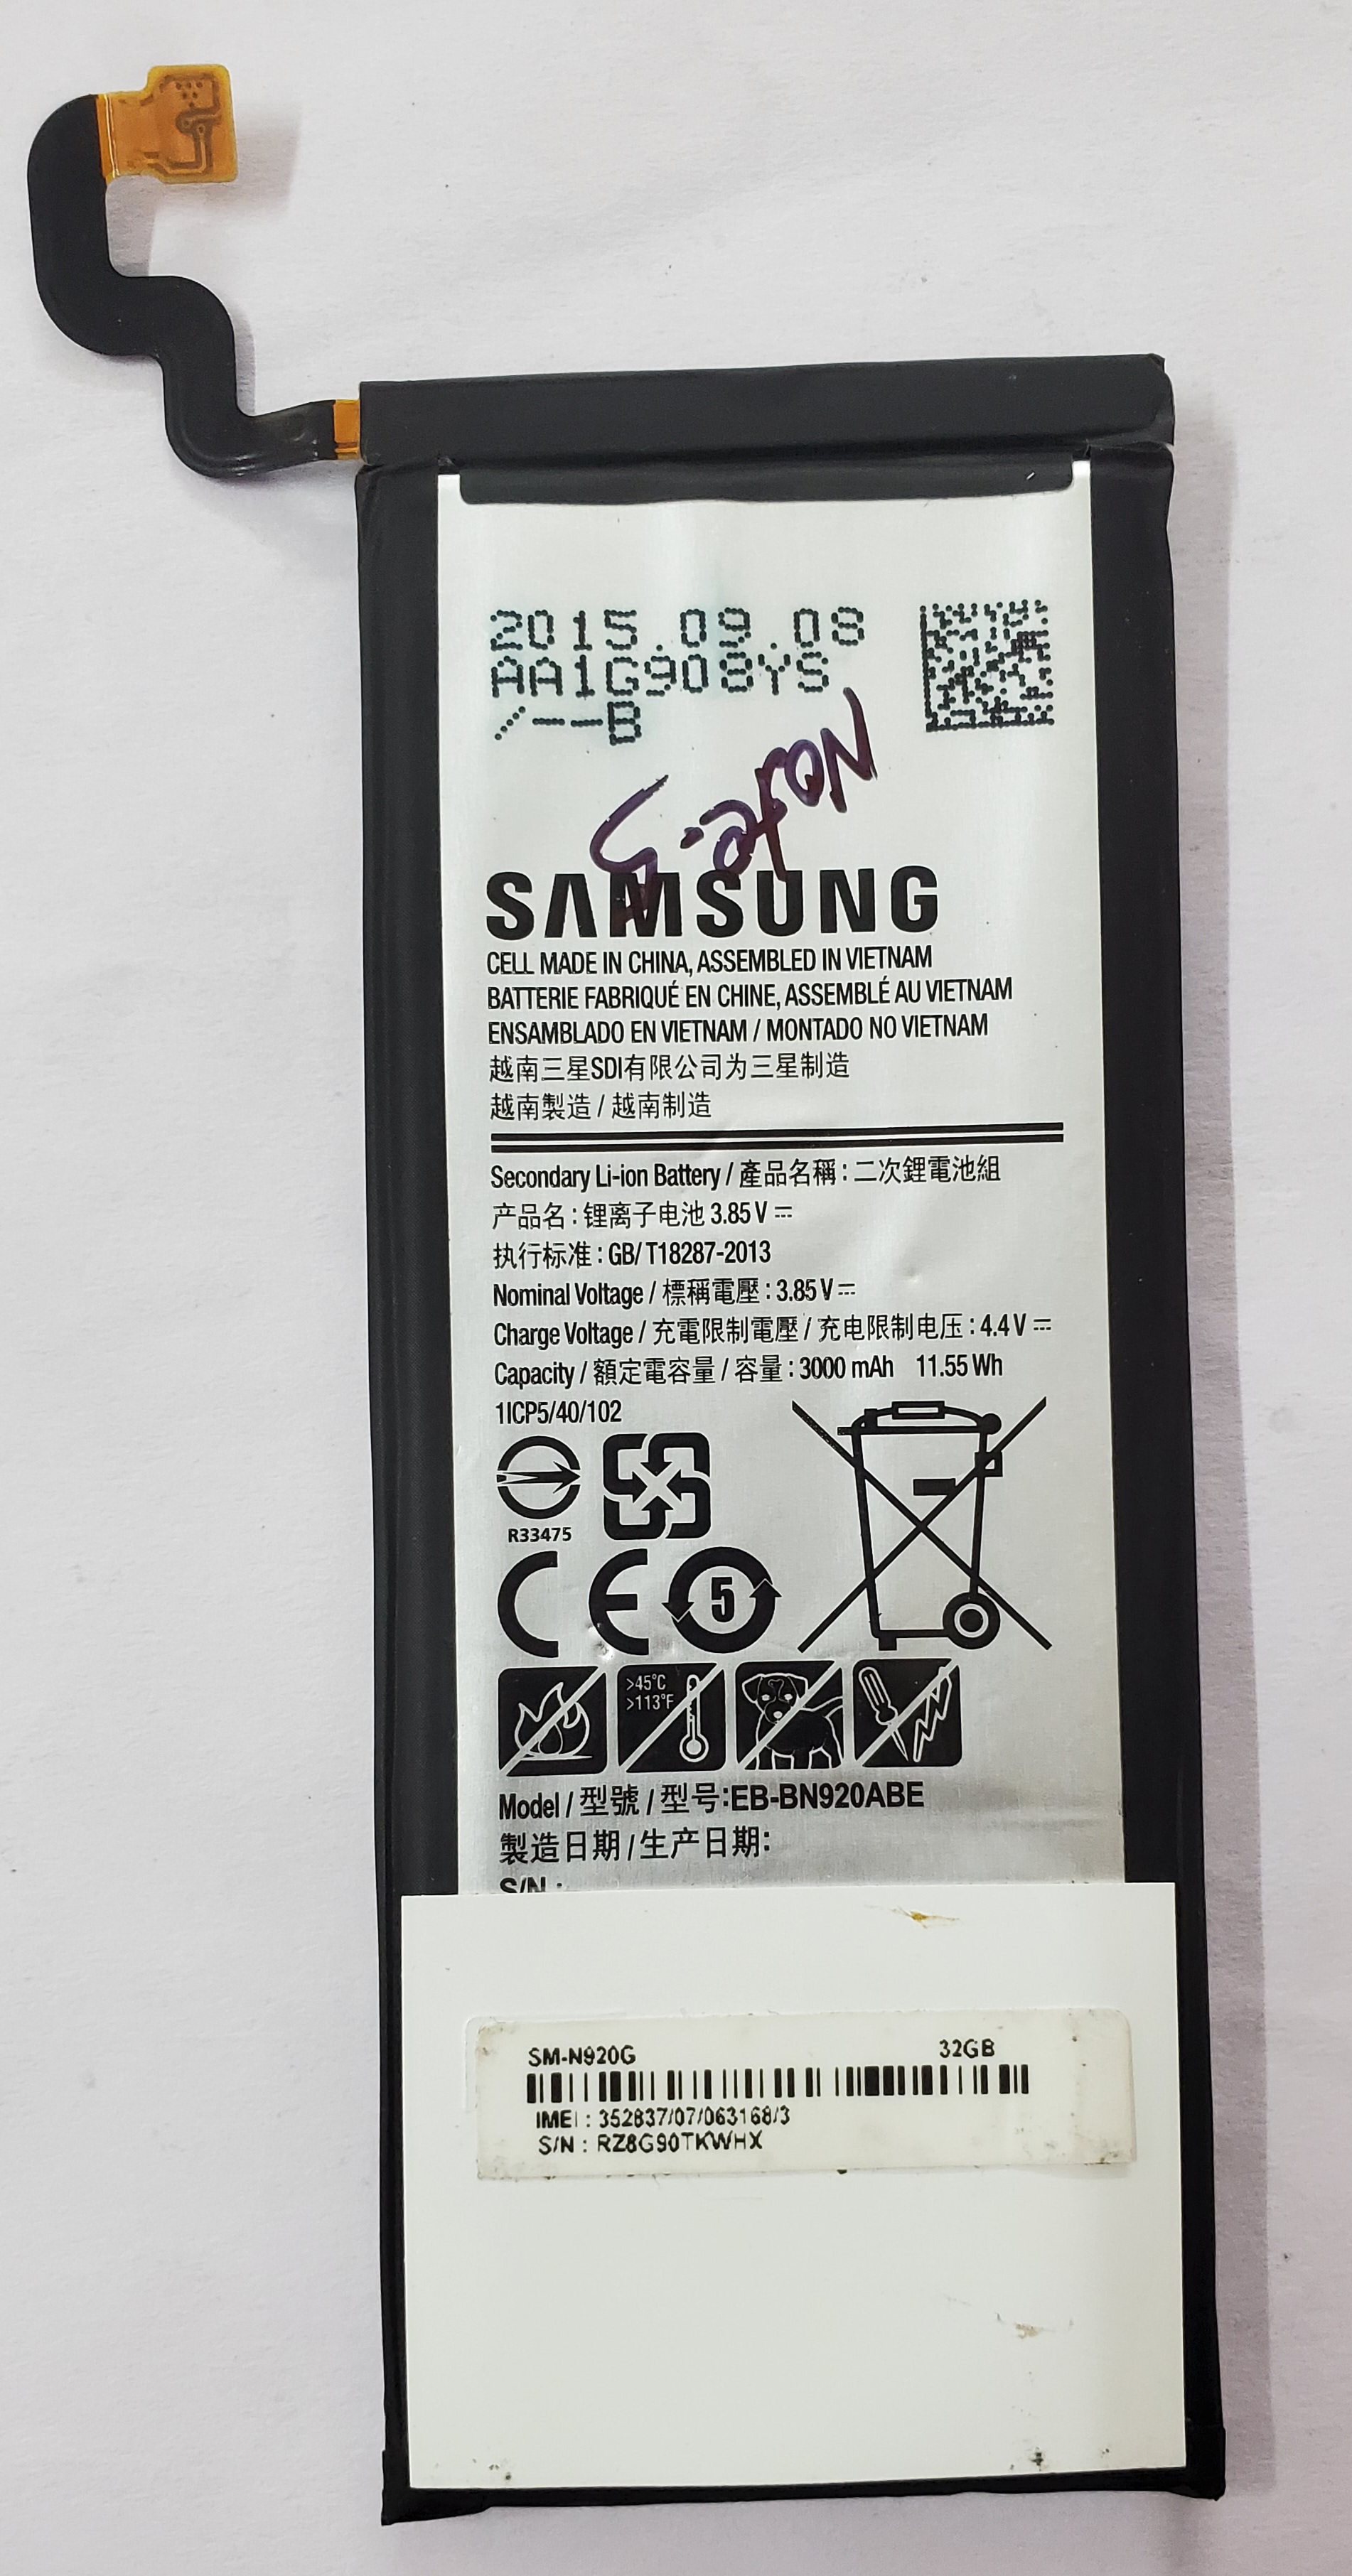 2015.09.08
AA1G908YS
/--B
Note-5
SAMSUNG
CELL MADE IN CHINA, ASSEMBLED IN VIETNAM
BATTERIE FABRIQUÉ EN CHINE, ASSEMBLÉ AU VIETNAM
ENSAMBLADO EN VIETNAM / MONTADO NO VIETNAM
越南三星SDI有限公司为三星制造
越南製造 / 越南制造
Secondary Li-ion Battery / 產品名稱 : 二次鋰電池組
产品名 : 锂离子电池 3.85 V ⎓
执行标准 : GB/ T18287-2013
Nominal Voltage / 標稱電壓 : 3.85 V ⎓
Charge Voltage / 充電限制電壓 / 充电限制电压 : 4.4 V ⎓
Capacity / 額定電容量 / 容量 : 3000 mAh 11.55 Wh
1ICP5/40/102
R33475
CE 5
>45°C
>113°F
Model / 型號 / 型号:EB-BN920ABE
製造日期 / 生产日期:
S/N :
SM-N920G 32GB
IMEI : 352837/07/063168/3
S/N : RZ8G90TKWHX